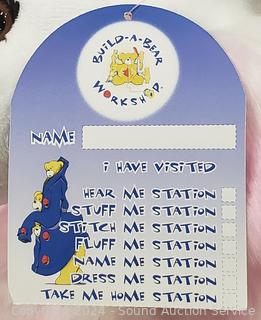 BUILD-A-BEAR
WORKSHOP.
NAME
I HAVE VISITED
HEAR ME STATION
STUFF ME STATION
STITCH ME STATION
FLUFF ME STATION
NAME ME STATION
DRESS ME STATION
TAKE ME HOME STATION
Copyright 2024 - Sound Auction Service